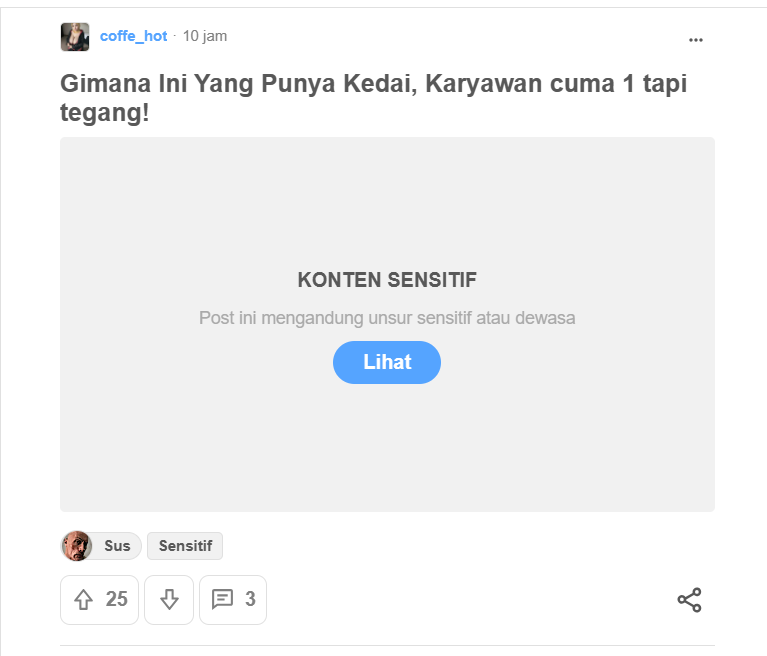 coffe_hot · 10 jam
Gimana Ini Yang Punya Kedai, Karyawan cuma 1 tapi
tegang!
KONTEN SENSITIF
Post ini mengandung unsur sensitif atau dewasa
Lihat
Sus Sensitif
25 3